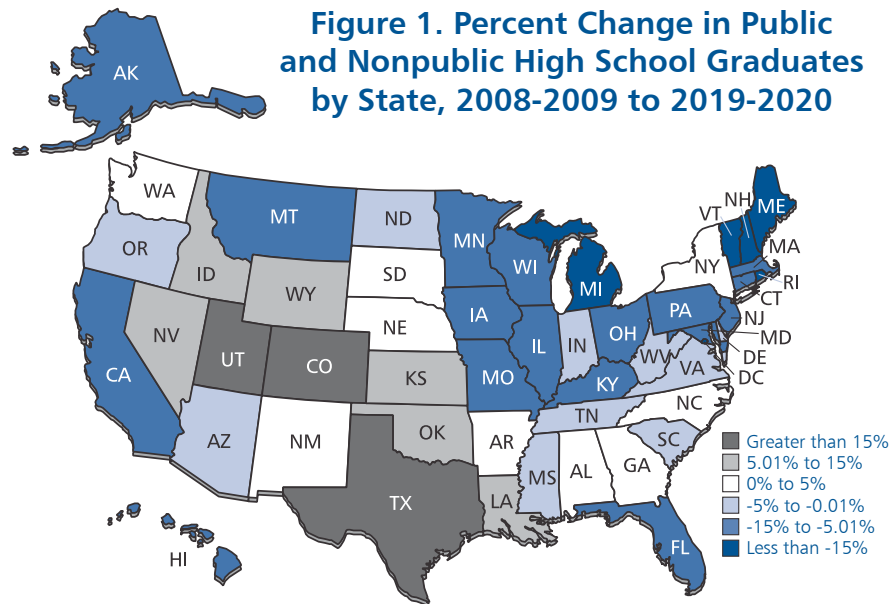 Figure 1. Percent Change in Public
and Nonpublic High School Graduates
by State, 2008-2009 to 2019-2020
AK
WA
MT
ND
MN
VT
NH
ME
OR
ID
SD
WI
MI
NY
MA
RI
CT
WY
NE
IA
PA
NJ
NV
UT
CO
KS
MO
IL
IN
OH
WV
MD
DE
DC
VA
CA
KY
AZ
NM
OK
AR
TN
NC
SC
MS
AL
GA
TX
LA
FL
HI
Greater than 15%
5.01% to 15%
0% to 5%
-5% to -0.01%
-15% to -5.01%
Less than -15%